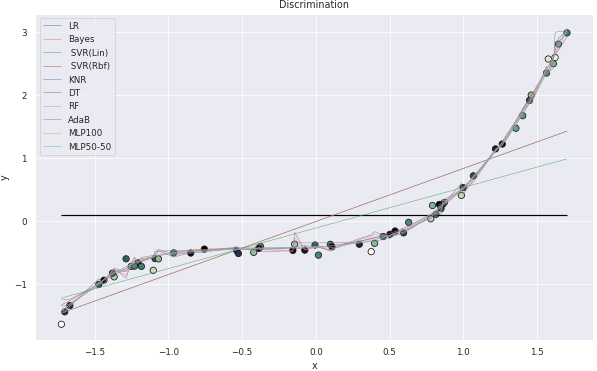 Discrimination
LR
Bayes
SVR(Lin)
SVR(Rbf)
KNR
DT
RF
AdaB
MLP100
MLP50-50
3
2
1
0
−1
y
−1.5
−1.0
−0.5
0.0
0.5
1.0
1.5
x